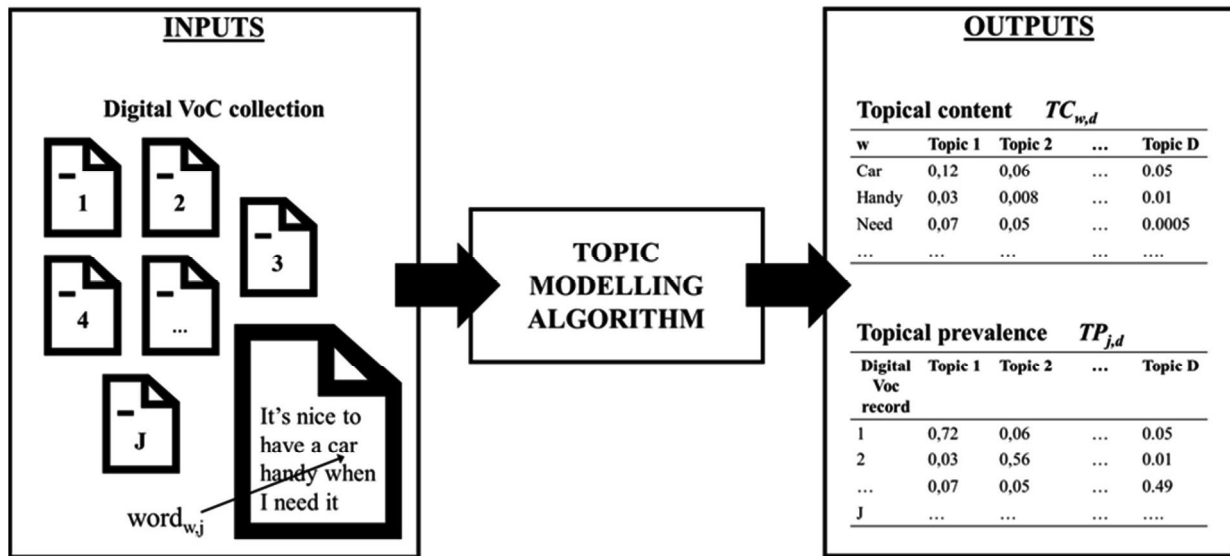 INPUTS
Digital VoC collection
1
2
3
4
...
J
It's nice to
have a car
handy when
I need it
word_w,j
TOPIC
MODELLING
ALGORITHM
OUTPUTS
Topical content TC_w,d
w Topic 1 Topic 2 ... Topic D
Car 0,12 0,06 ... 0.05
Handy 0,03 0,008 ... 0.01
Need 0,07 0,05 ... 0.0005
... ... ... ... ....
Topical prevalence TP_j,d
Digital Topic 1 Topic 2 ... Topic D
Voc
record
1 0,72 0,06 ... 0.05
2 0,03 0,56 ... 0.01
... 0,07 0,05 ... 0.49
J ... ... ... ....